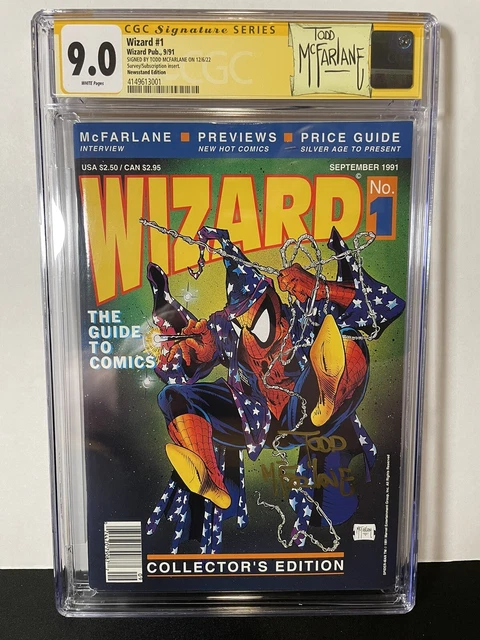 CGC Signature SERIES
9.0
WHITE Pages
Wizard #1
Wizard Pub., 9/91
SIGNED BY TODD MCFARLANE ON 12/6/22
Survey/Subscription insert.
Newsstand Edition
4149613001
CGC
TODD
McFARLANE
McFARLANE ■ PREVIEWS ■ PRICE GUIDE
INTERVIEW NEW HOT COMICS SILVER AGE TO PRESENT
USA $2.50 / CAN $2.95 SEPTEMBER 1991
WIZARD
No.
1
THE
GUIDE
TO
COMICS
TODD
McFARLANE
COLLECTOR'S EDITION